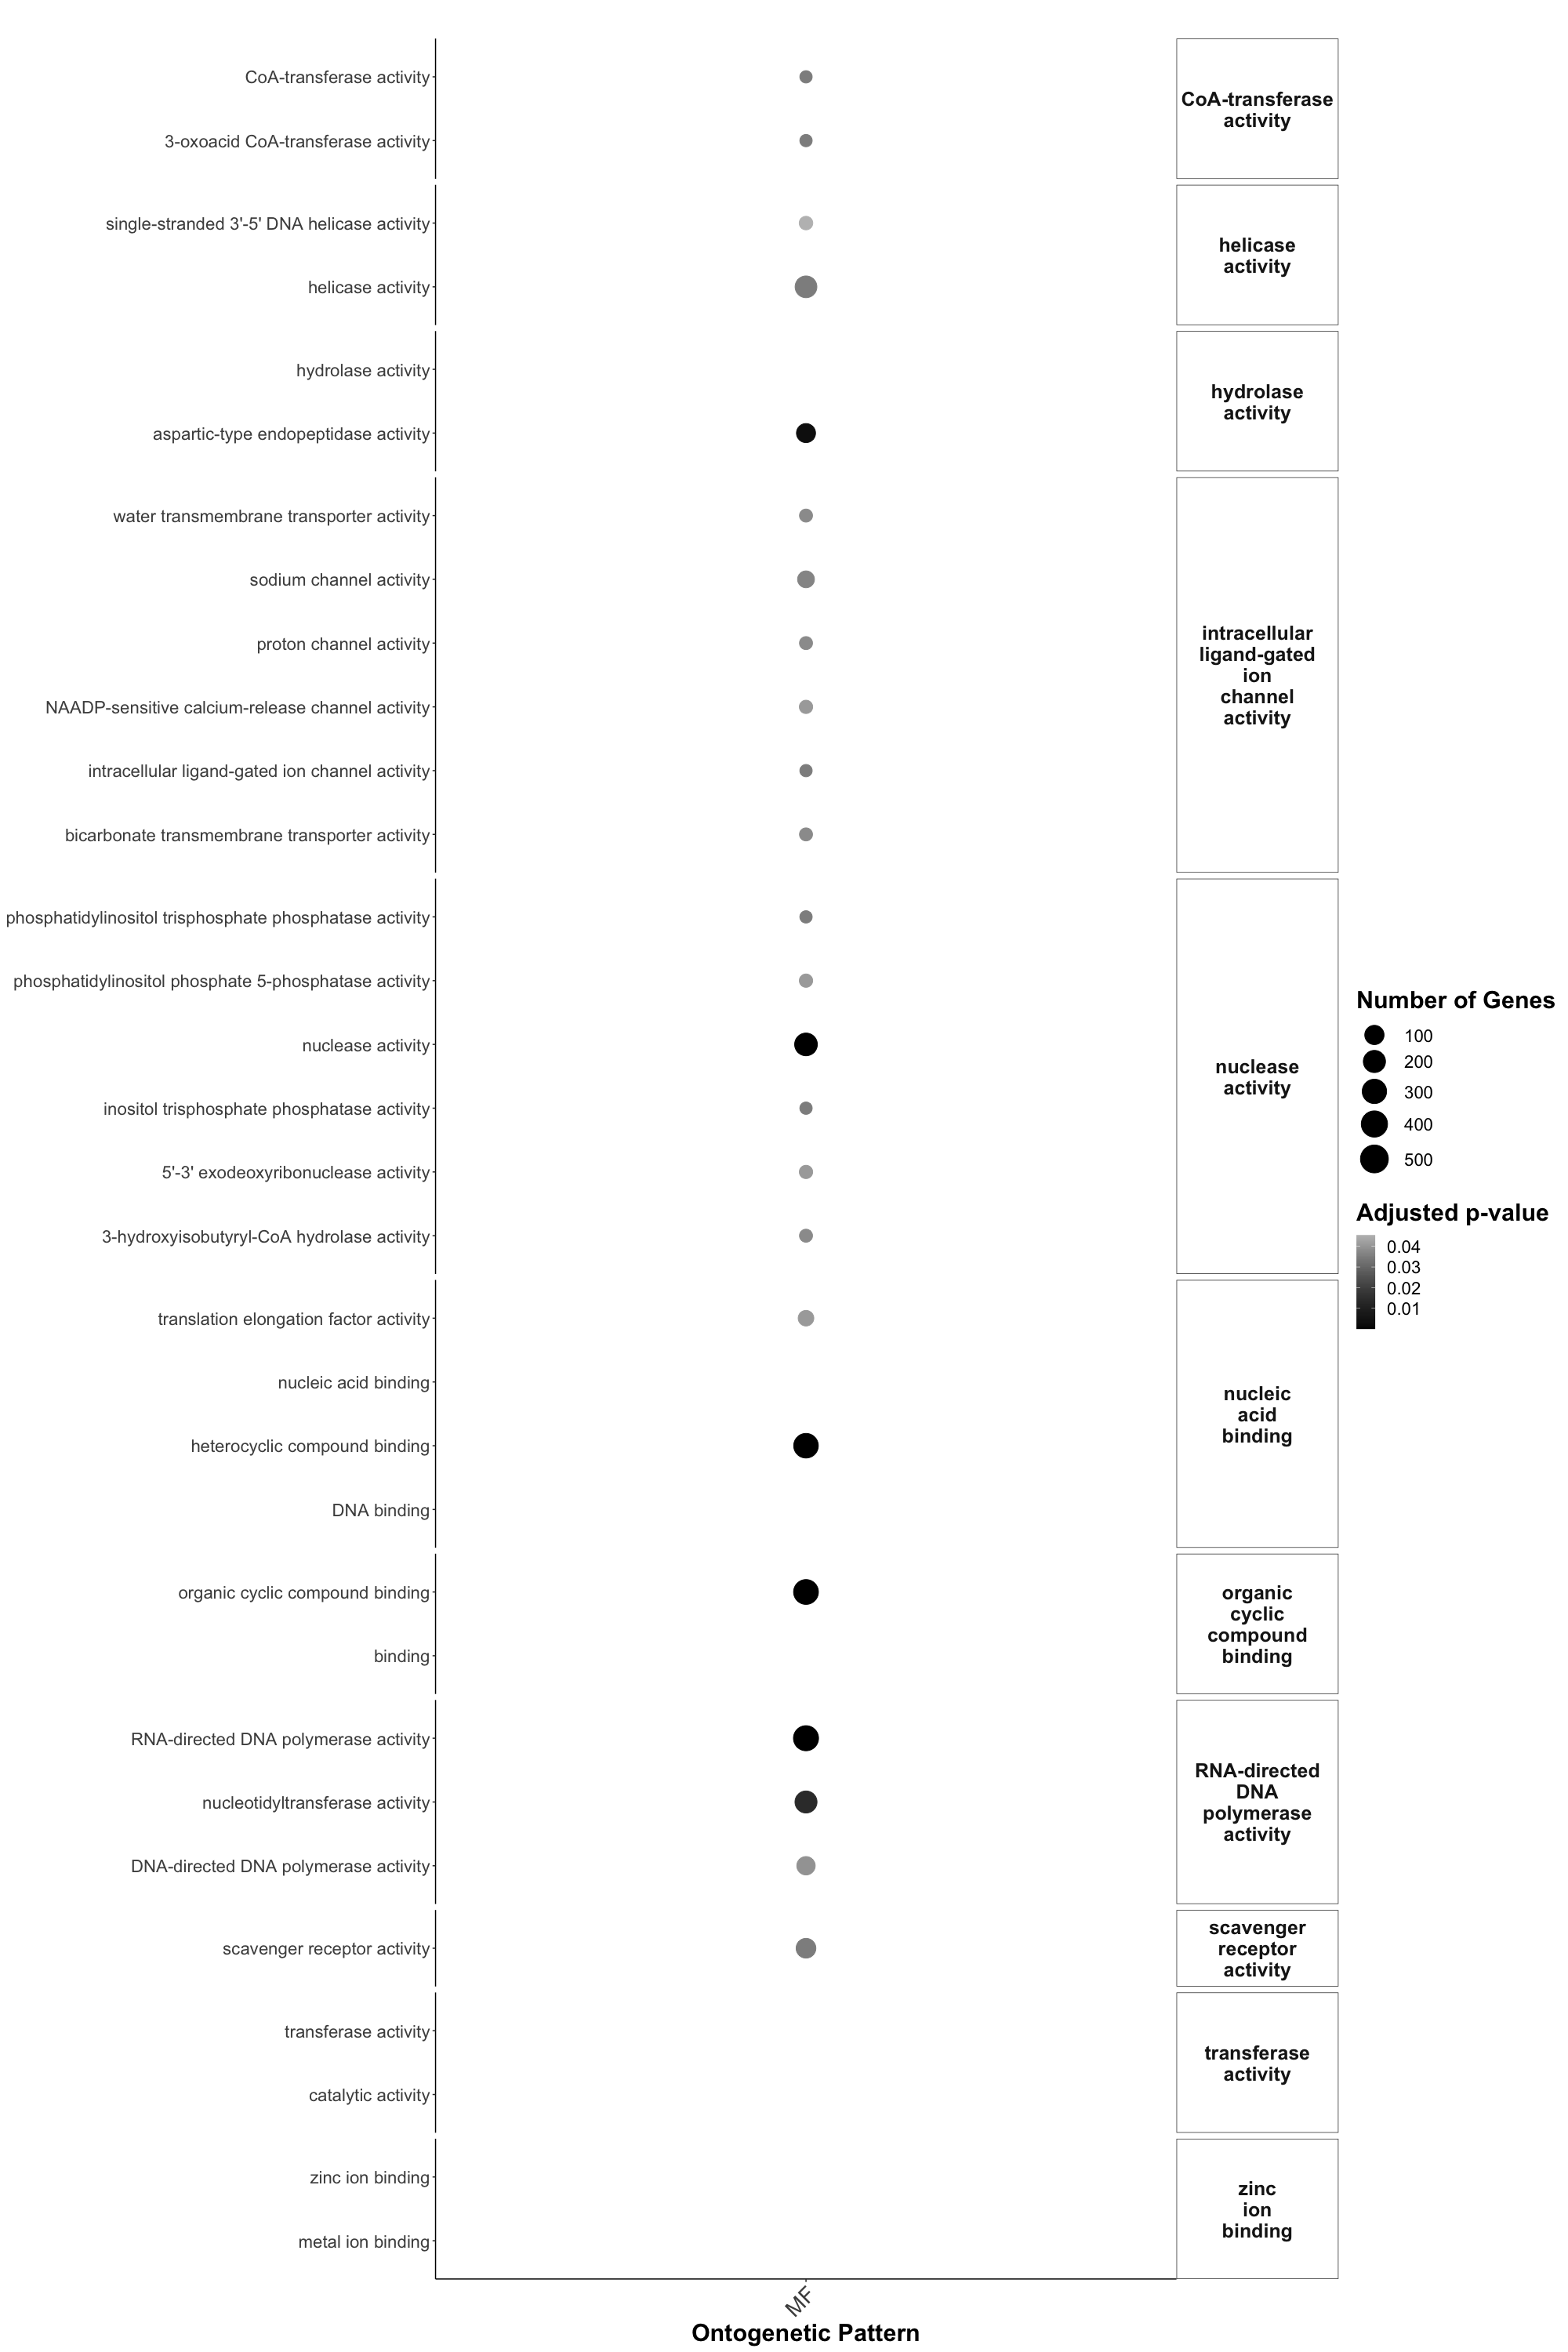 CoA-transferase activity
3-oxoacid CoA-transferase activity
CoA-transferase
activity
single-stranded 3'-5' DNA helicase activity
helicase activity
helicase
activity
hydrolase activity
aspartic-type endopeptidase activity
hydrolase
activity
water transmembrane transporter activity
sodium channel activity
proton channel activity
NAADP-sensitive calcium-release channel activity
intracellular ligand-gated ion channel activity
bicarbonate transmembrane transporter activity
intracellular
ligand-gated
ion
channel
activity
phosphatidylinositol trisphosphate phosphatase activity
phosphatidylinositol phosphate 5-phosphatase activity
nuclease activity
inositol trisphosphate phosphatase activity
5'-3' exodeoxyribonuclease activity
3-hydroxyisobutyryl-CoA hydrolase activity
nuclease
activity
translation elongation factor activity
nucleic acid binding
heterocyclic compound binding
DNA binding
nucleic
acid
binding
organic cyclic compound binding
binding
organic
cyclic
compound
binding
RNA-directed DNA polymerase activity
nucleotidyltransferase activity
DNA-directed DNA polymerase activity
RNA-directed
DNA
polymerase
activity
scavenger receptor activity
scavenger
receptor
activity
transferase activity
catalytic activity
transferase
activity
zinc ion binding
metal ion binding
zinc
ion
binding
MF
Ontogenetic Pattern
Number of Genes
100
200
300
400
500
Adjusted p-value
0.04
0.03
0.02
0.01